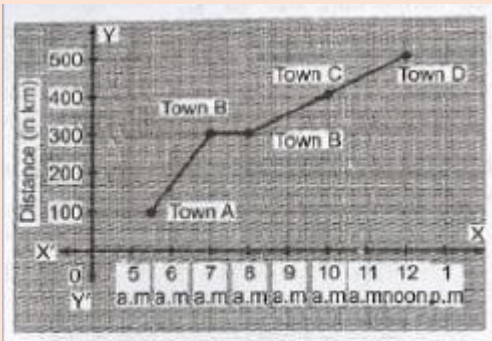 Y
500
400
300
200
100
Distance (in km)
Town C
Town D
Town B
Town B
Town A
X' X
0 5 6 7 8 9 10 11 12 1
Y' a.m a.m a.m a.m a.m a.m a.m noon p.m